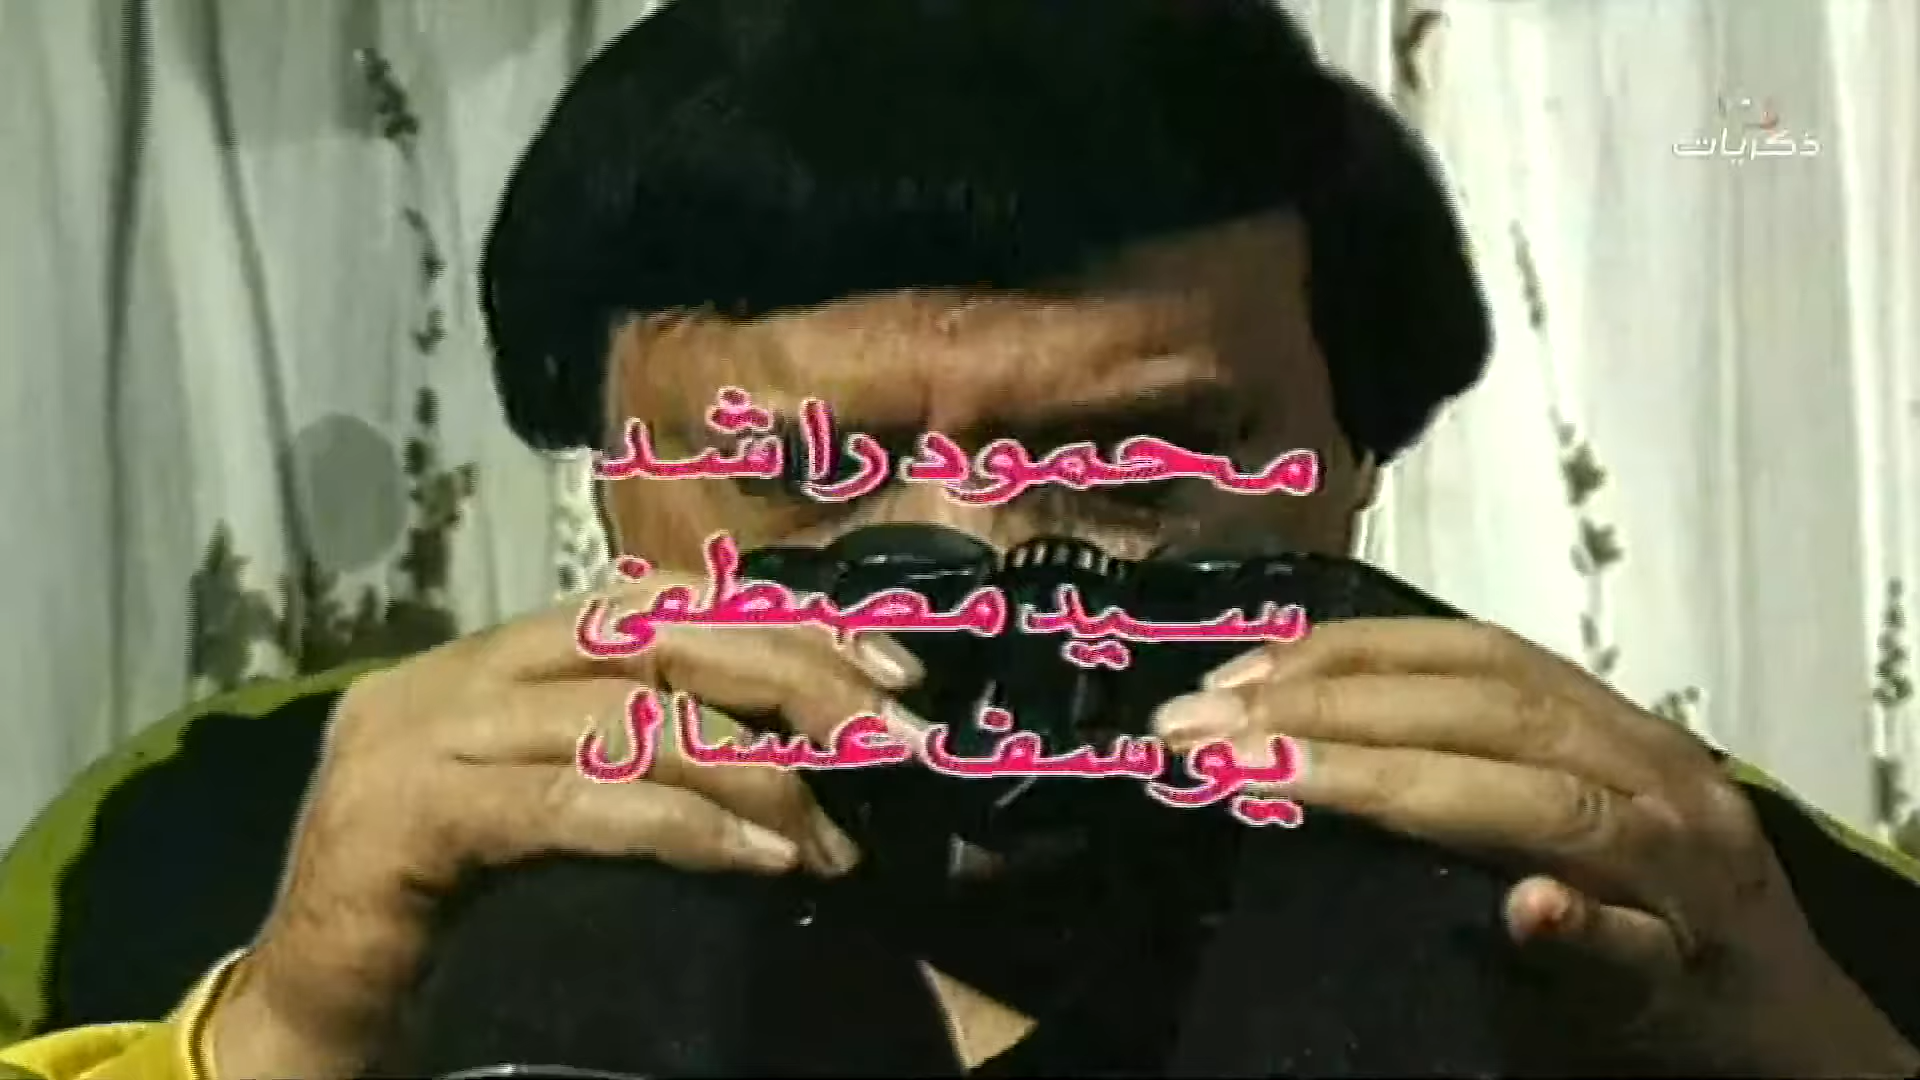 ذكريات
محمود راشد
سيد مصطفى
يوسف عسال